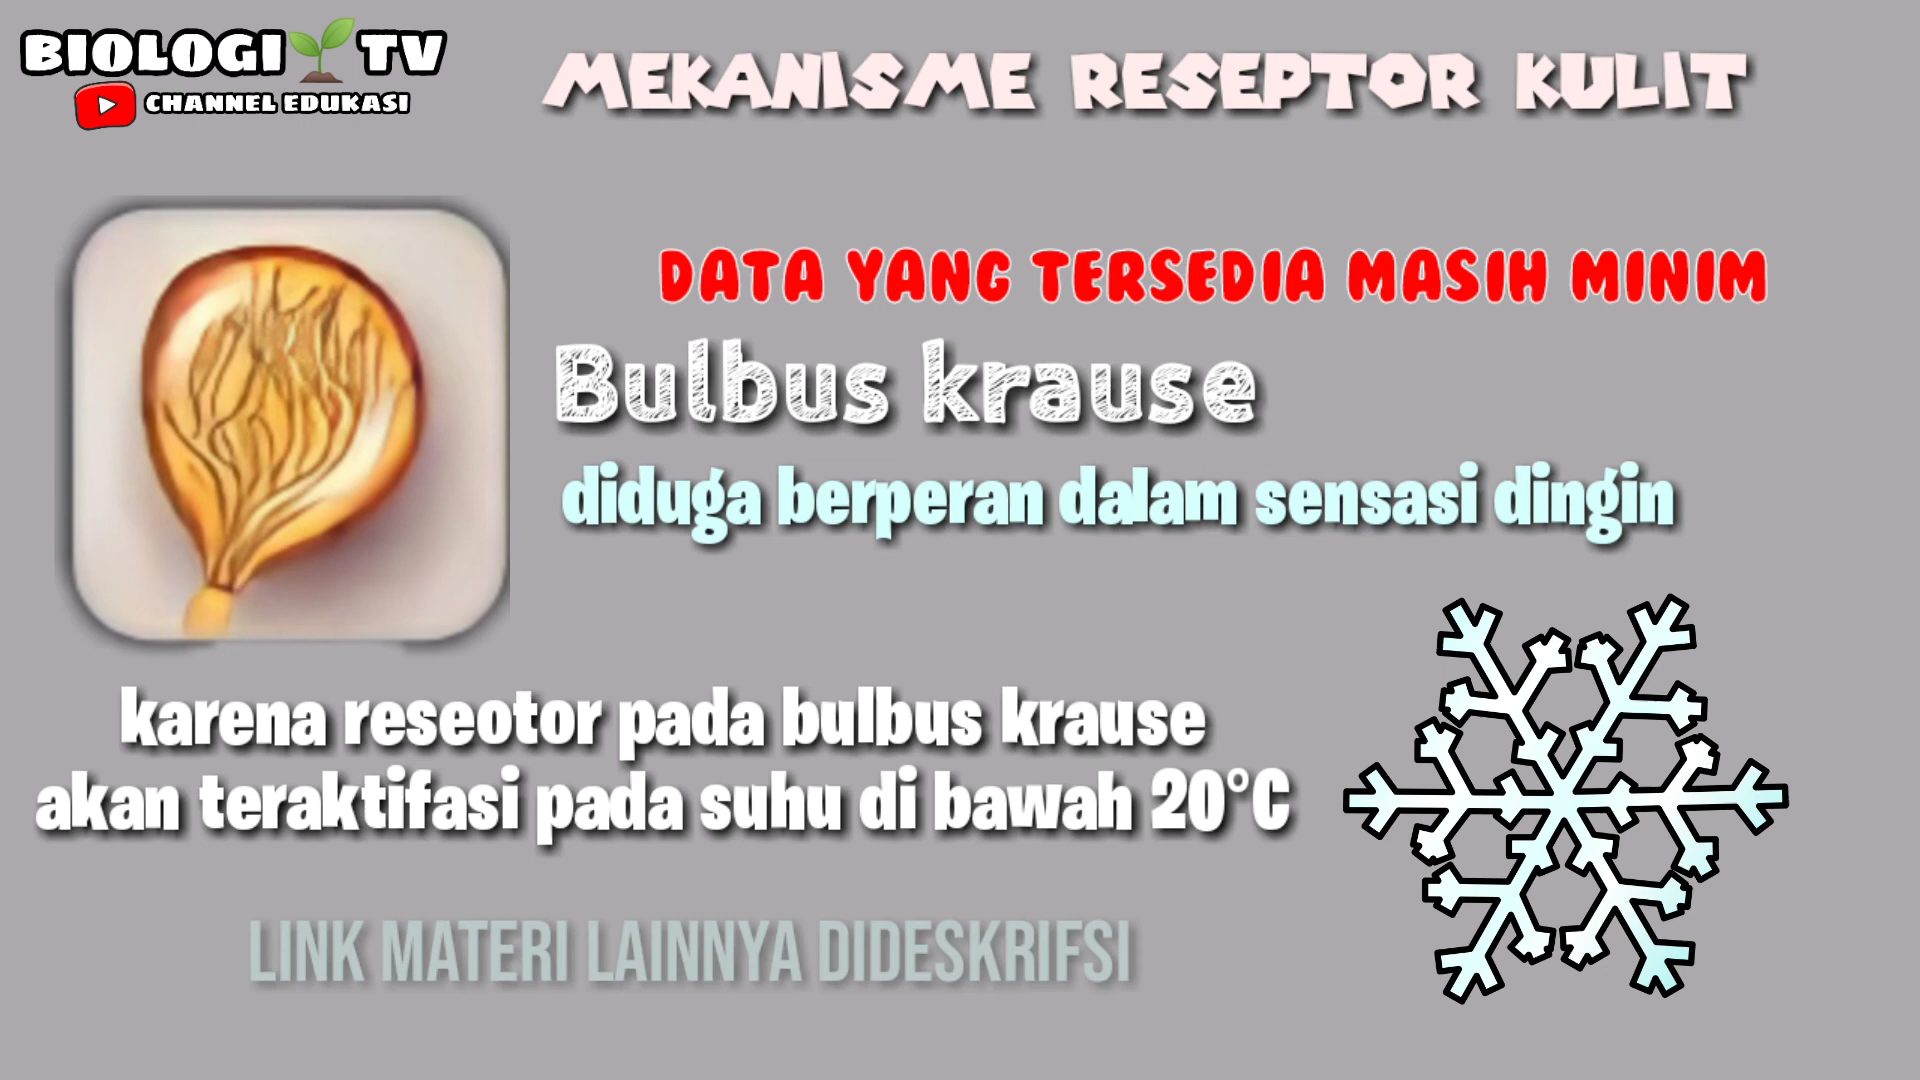 BIOLOGI TV
CHANNEL EDUKASI
MEKANISME RESEPTOR KULIT
DATA YANG TERSEDIA MASIH MINIM
Bulbus krause
diduga berperan dalam sensasi dingin
karena reseotor pada bulbus krause
akan teraktifasi pada suhu di bawah 20°C
LINK MATERI LAINNYA DIDESKRIFSI